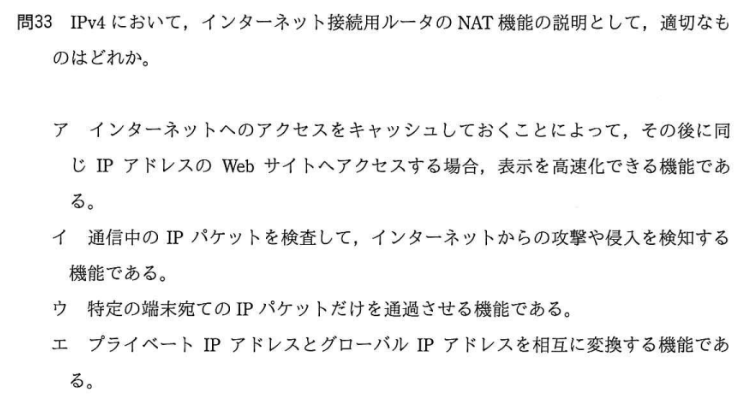 問33 IPv4 において，インターネット接続用ルータの NAT 機能の説明として，適切なも
のはどれか。
ア インターネットへのアクセスをキャッシュしておくことによって，その後に同
じ IP アドレスの Web サイトへアクセスする場合，表示を高速化できる機能であ
る。
イ 通信中の IP パケットを検査して，インターネットからの攻撃や侵入を検知する
機能である。
ウ 特定の端末宛ての IP パケットだけを通過させる機能である。
エ プライベート IP アドレスとグローバル IP アドレスを相互に変換する機能であ
る。